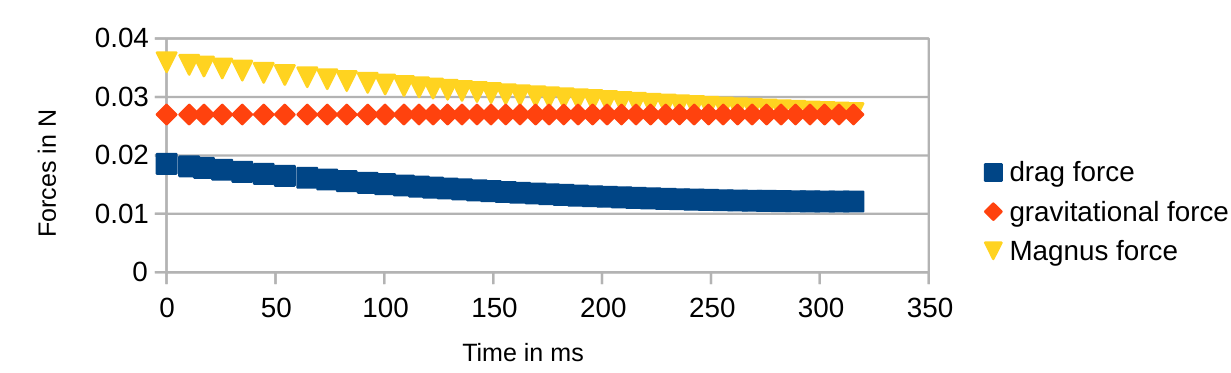 0.04
0.03
0.02
0.01
0
Forces in N
0 50 100 150 200 250 300 350
Time in ms
drag force
gravitational force
Magnus force